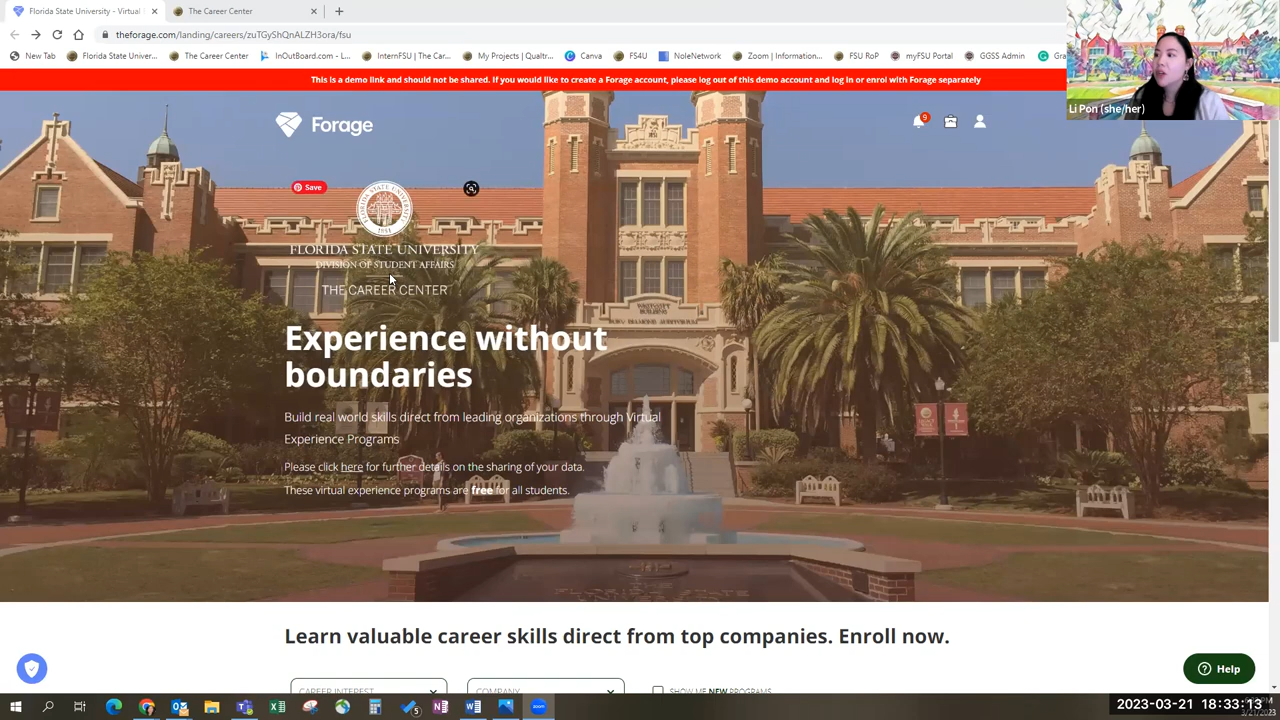 Florida State University - Virtual
The Career Center
theforage.com/landing/careers/zuTGyShQnALZH3ora/fsu
New Tab
Florida State Univer...
The Career Center
InOutBoard.com - L...
InternFSU | The Car...
My Projects | Qualtr...
Canva
FS4U
NoleNetwork
Zoom | Information...
FSU RoP
myFSU Portal
GGSS Admin
Gra
Li Pon (she/her)
This is a demo link and should not be shared. If you would like to create a Forage account, please log out of this demo account and log in or enrol with Forage separately
Forage
9
Save
1851
FLORIDA STATE UNIVERSITY
DIVISION OF STUDENT AFFAIRS
THE CAREER CENTER
Experience without
boundaries
Build real world skills direct from leading organizations through Virtual
Experience Programs
Please click here for further details on the sharing of your data.
These virtual experience programs are free for all students.
Learn valuable career skills direct from top companies. Enroll now.
Help
CAREER INTEREST
COMPANY
SHOW ME NEW PROGRAMS
2023-03-21 18:33:13